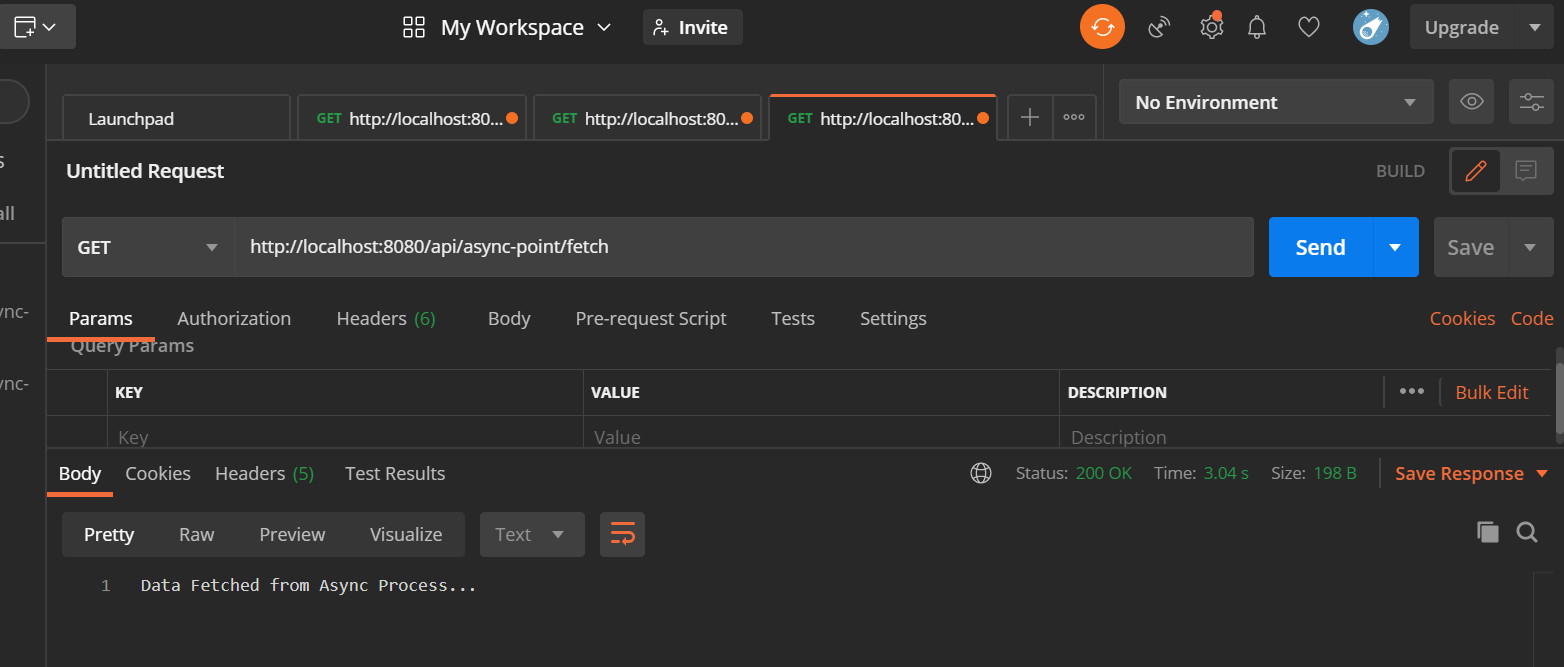 My Workspace
Invite
Upgrade
Launchpad
GET http://localhost:80...
GET http://localhost:80...
GET http://localhost:80...
No Environment
s
Untitled Request
BUILD
all
GET
http://localhost:8080/api/async-point/fetch
Send
Save
Params
Authorization
Headers (6)
Body
Pre-request Script
Tests
Settings
Cookies
Code
Query Params
ync-
KEY
VALUE
DESCRIPTION
Bulk Edit
ync-
Key
Value
Description
Body
Cookies
Headers (5)
Test Results
Status: 200 OK
Time: 3.04 s
Size: 198 B
Save Response
Pretty
Raw
Preview
Visualize
Text
1 Data Fetched from Async Process...